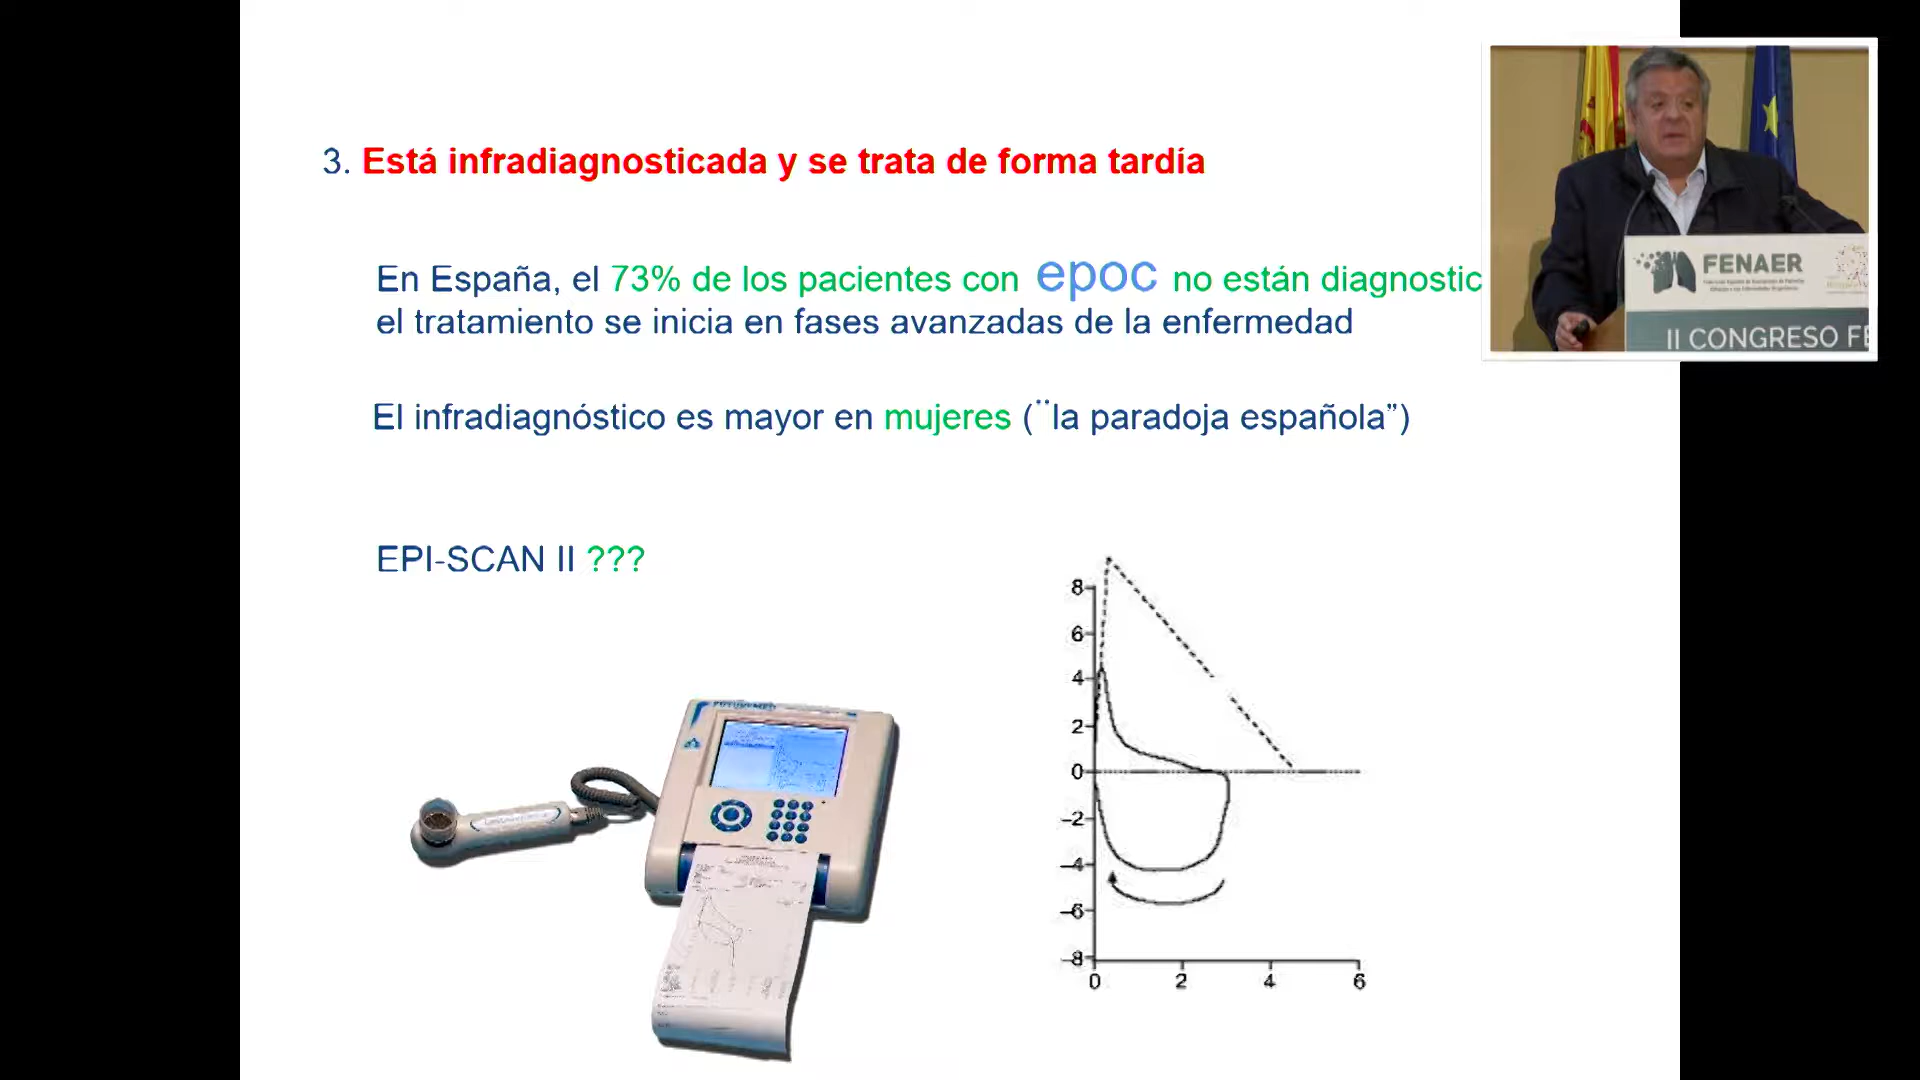 3. Está infradiagnosticada y se trata de forma tardía
En España, el 73% de los pacientes con epoc no están diagnostic
el tratamiento se inicia en fases avanzadas de la enfermedad
El infradiagnóstico es mayor en mujeres (¨la paradoja española”)
EPI-SCAN II ???
8
6
4
2
0
-2
-4
-6
-8
0 2 4 6
FENAER
II CONGRESO FE